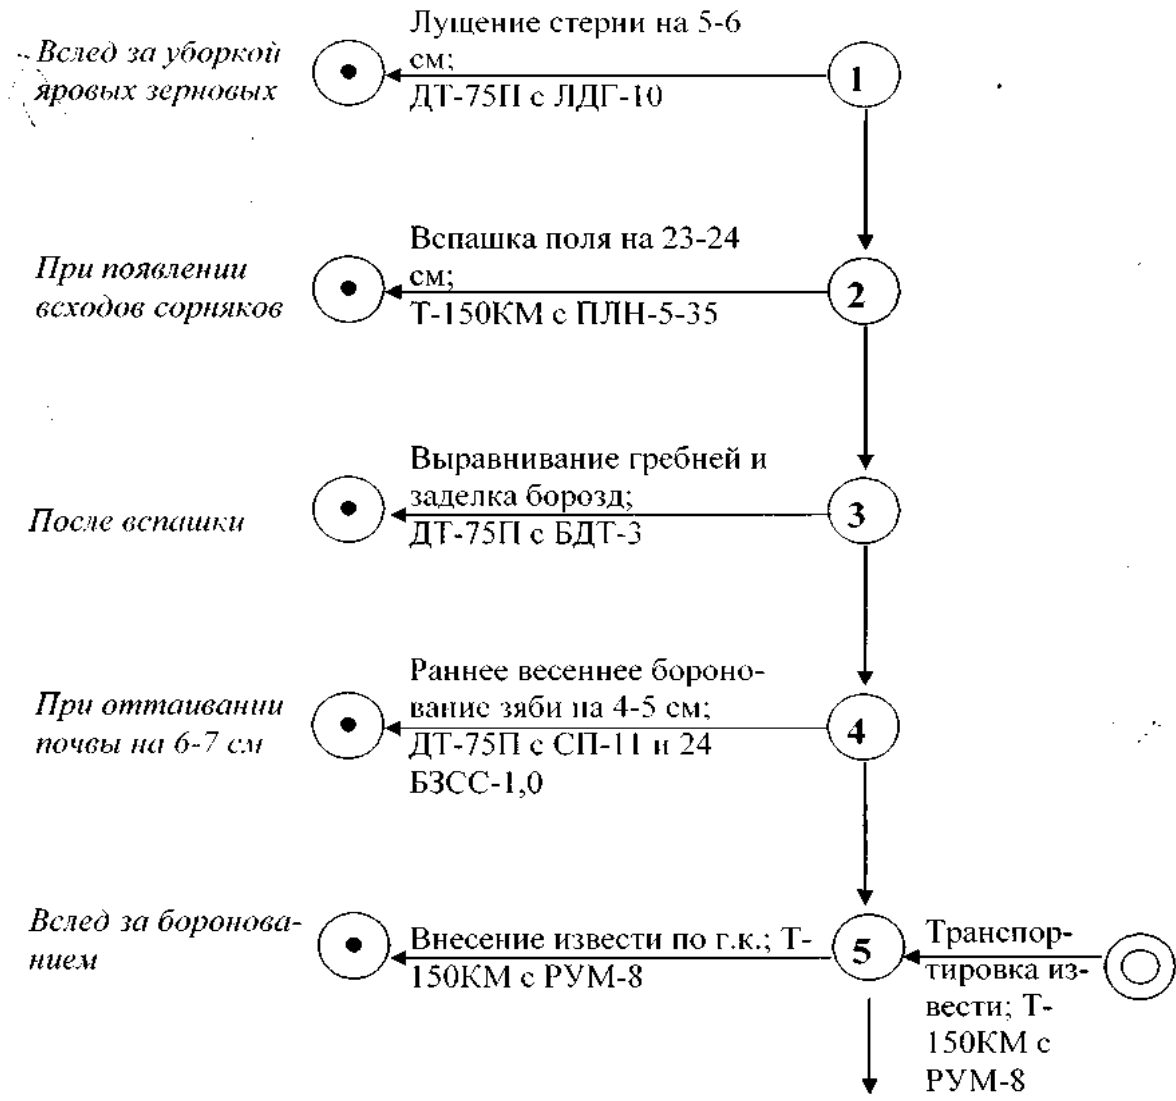 Вслед за уборкой
яровых зерновых
Лущение стерни на 5-6
см;
ДТ-75П с ЛДГ-10
1
При появлении
всходов сорняков
Вспашка поля на 23-24
см;
Т-150КМ с ПЛН-5-35
2
После вспашки
Выравнивание гребней и
заделка борозд;
ДТ-75П с БДТ-3
3
При оттаивании
почвы на 6-7 см
Раннее весеннее бороно-
вание зяби на 4-5 см;
ДТ-75П с СП-11 и 24
БЗСС-1,0
4
Вслед за боронова-
нием
Внесение извести по г.к.; Т-
150КМ с РУМ-8
5
Транспор-
тировка из-
вести; Т-
150КМ с
РУМ-8